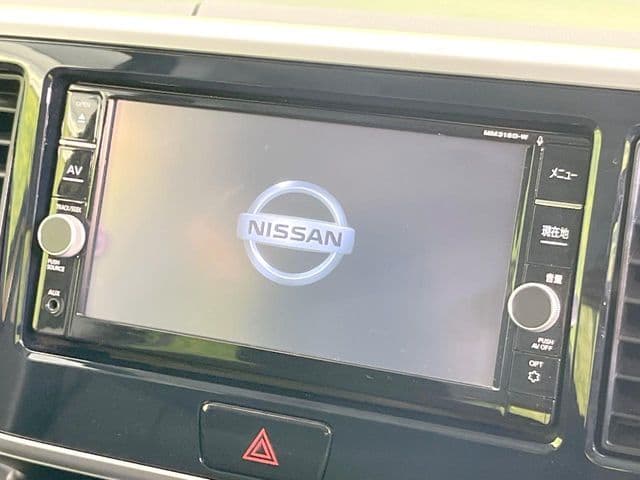 OPEN
AV
TRACK/SEEK
PUSH
SOURCE
AUX
NISSAN
MM318D-W
メニュー
現在地
音量
PUSH
AV OFF
OPT